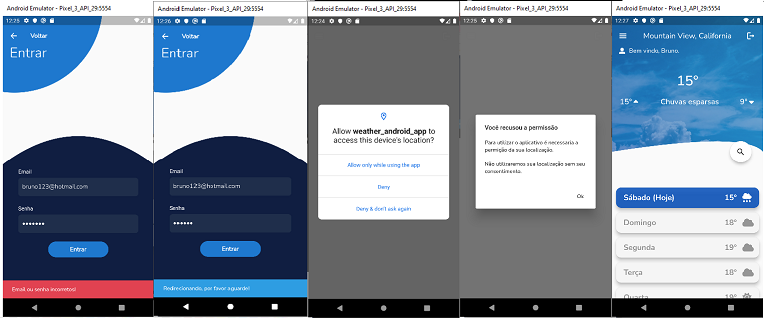 Android Emulator - Pixel_3_API_29:5554
12:28
Voltar
Entrar
Email
bruno123@hotmail.com
Senha
•••••••
Entrar
Email ou senha incorretos!
Android Emulator - Pixel_3_API_29:5554
12:26
Voltar
Entrar
Email
bruno123@hotmail.com
Senha
••••••
Entrar
Redirecionando, por favor aguarde!
Android Emulator - Pixel_3_API_29:5554
12:24
Allow weather_android_app to
access this device's location?
Allow only while using the app
Deny
Deny & don't ask again
Android Emulator - Pixel_3_API_29:5554
12:25
Você recusou a permissão
Para utilizar o aplicativo é necessaria a
permição da sua localização.
Não utilizaremos sua localização sem seu
consentimento.
Ok
Android Emulator - Pixel_3_API_29:5554
12:27
Mountain View, California
Bem vindo, Bruno.
15°
15°
Chuvas esparsas
9°
Sábado (Hoje) 15°
Domingo 18°
Segunda 19°
Terça 18°
Quarta 18°